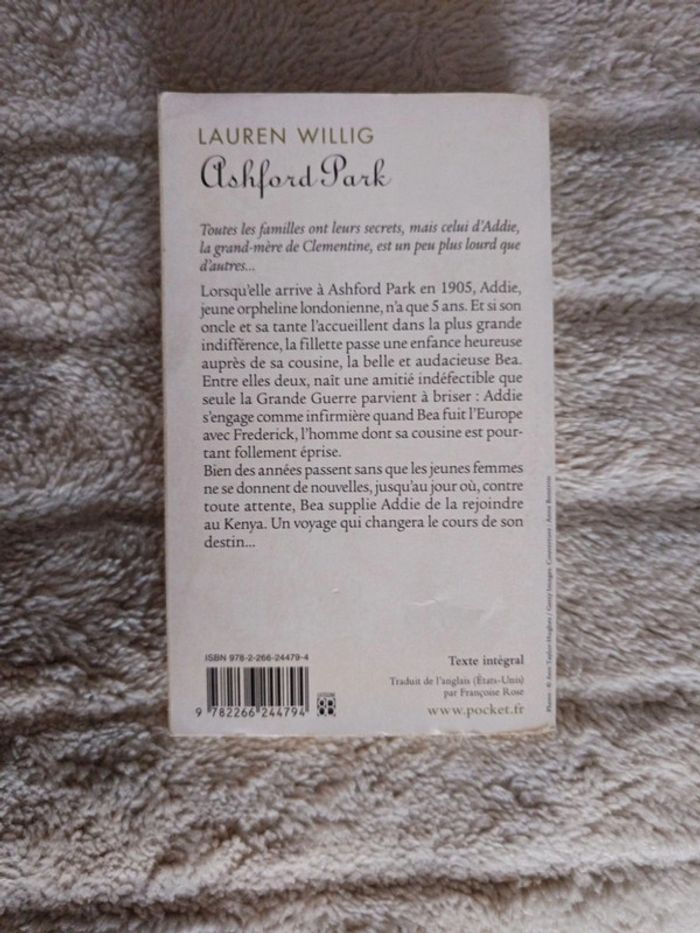 LAUREN WILLIG
Ashford Park
Toutes les familles ont leurs secrets, mais celui d'Addie,
la grand-mère de Clementine, est un peu plus lourd que
d'autres...
Lorsqu'elle arrive à Ashford Park en 1905, Addie,
jeune orpheline londonienne, n'a que 5 ans. Et si son
oncle et sa tante l'accueillent dans la plus grande
indifférence, la fillette passe une enfance heureuse
auprès de sa cousine, la belle et audacieuse Bea.
Entre elles deux, naît une amitié indéfectible que
seule la Grande Guerre parvient à briser : Addie
s'engage comme infirmière quand Bea fuit l'Europe
avec Frederick, l'homme dont sa cousine est pour-
tant follement éprise.
Bien des années passent sans que les jeunes femmes
ne se donnent de nouvelles, jusqu'au jour où, contre
toute attente, Bea supplie Addie de la rejoindre
au Kenya. Un voyage qui changera le cours de son
destin...
ISBN 978-2-266-24479-4
9 782266 244794
Texte intégral
Traduit de l'anglais (États-Unis)
par Françoise Rose
www.pocket.fr